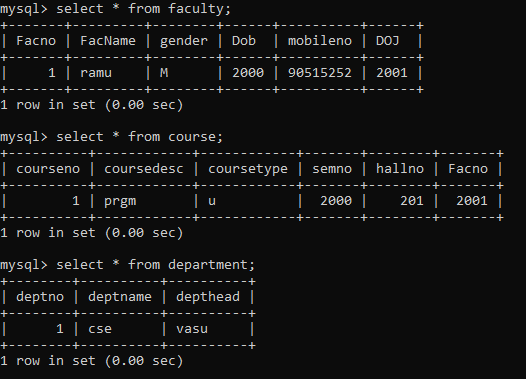 mysql> select * from faculty;
+-------+---------+--------+------+----------+------+
| Facno | FacName | gender | Dob  | mobileno | DOJ  |
+-------+---------+--------+------+----------+------+
|     1 | ramu    | M      | 2000 | 90515252 | 2001 |
+-------+---------+--------+------+----------+------+
1 row in set (0.00 sec)
mysql> select * from course;
+----------+------------+------------+-------+--------+-------+
| courseno | coursedesc | coursetype | semno | hallno | Facno |
+----------+------------+------------+-------+--------+-------+
|        1 | prgm       | u          |  2000 |    201 |  2001 |
+----------+------------+------------+-------+--------+-------+
1 row in set (0.00 sec)
mysql> select * from department;
+--------+----------+----------+
| deptno | deptname | depthead |
+--------+----------+----------+
|      1 | cse      | vasu     |
+--------+----------+----------+
1 row in set (0.00 sec)